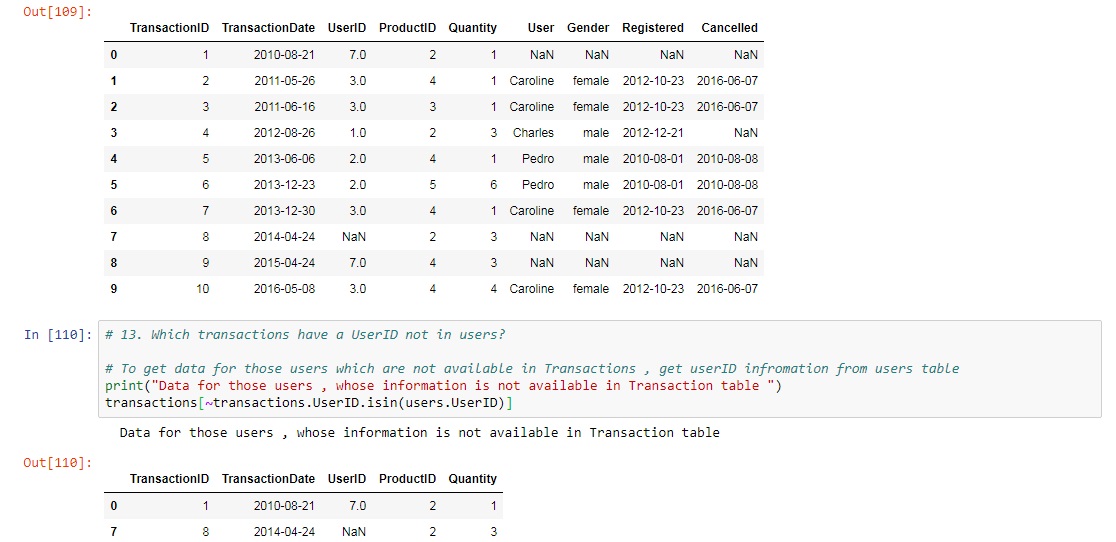 Out[109]:
TransactionID TransactionDate UserID ProductID Quantity User Gender Registered Cancelled
0 1 2010-08-21 7.0 2 1 NaN NaN NaN NaN
1 2 2011-05-26 3.0 4 1 Caroline female 2012-10-23 2016-06-07
2 3 2011-06-16 3.0 3 1 Caroline female 2012-10-23 2016-06-07
3 4 2012-08-26 1.0 2 3 Charles male 2012-12-21 NaN
4 5 2013-06-06 2.0 4 1 Pedro male 2010-08-01 2010-08-08
5 6 2013-12-23 2.0 5 6 Pedro male 2010-08-01 2010-08-08
6 7 2013-12-30 3.0 4 1 Caroline female 2012-10-23 2016-06-07
7 8 2014-04-24 NaN 2 3 NaN NaN NaN NaN
8 9 2015-04-24 7.0 4 3 NaN NaN NaN NaN
9 10 2016-05-08 3.0 4 4 Caroline female 2012-10-23 2016-06-07
In [110]: # 13. Which transactions have a UserID not in users?
# To get data for those users which are not available in Transactions , get userID infromation from users table
print("Data for those users , whose information is not available in Transaction table ")
transactions[~transactions.UserID.isin(users.UserID)]
Data for those users , whose information is not available in Transaction table
Out[110]:
TransactionID TransactionDate UserID ProductID Quantity
0 1 2010-08-21 7.0 2 1
7 8 2014-04-24 NaN 2 3